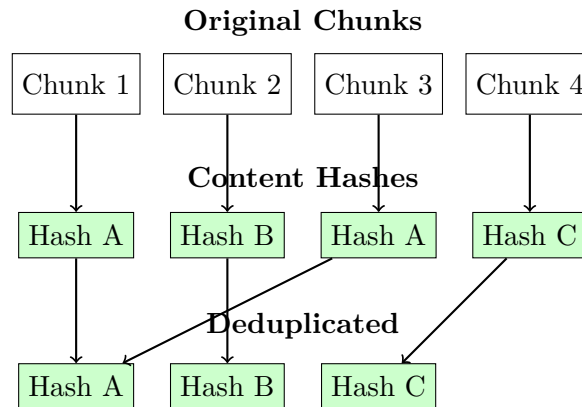 Original Chunks
Chunk 1 Chunk 2 Chunk 3 Chunk 4
Content Hashes
Hash A Hash B Hash A Hash C
Deduplicated
Hash A Hash B Hash C